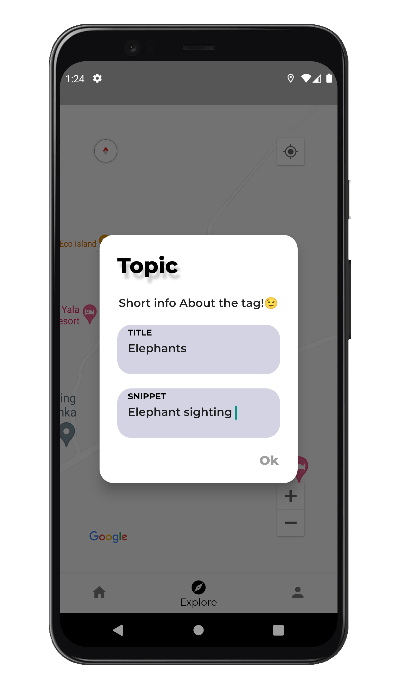 1:24
Eco Island
Topic
Short info About the tag!😉
Yala
esort
TITLE
Elephants
SNIPPET
Elephant sighting
ing
nka
Ok
+
−
Google
Explore